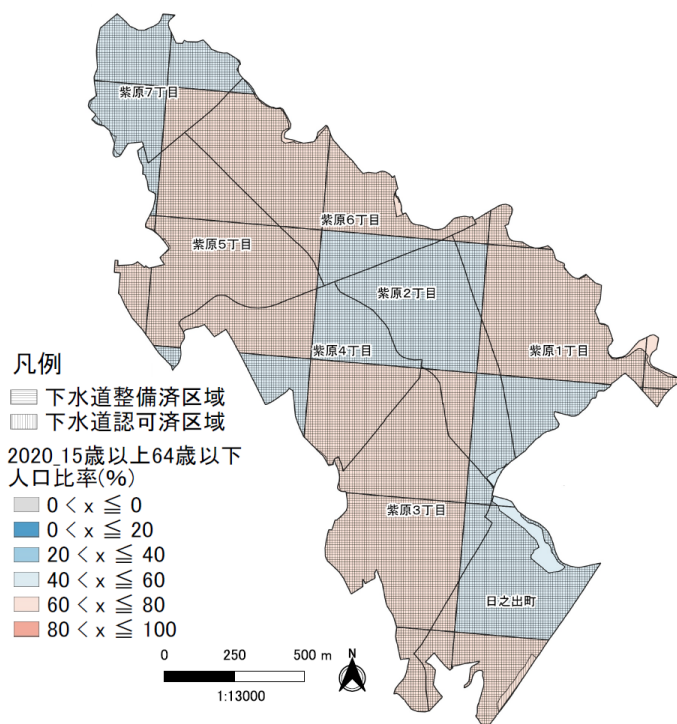 紫原7丁目
紫原6丁目
紫原5丁目
紫原2丁目
紫原4丁目
紫原1丁目
凡例
下水道整備済区域
下水道認可済区域
2020_15歳以上64歳以下
人口比率(%)
0 < x ≦ 0
0 < x ≦ 20
20 < x ≦ 40
40 < x ≦ 60
60 < x ≦ 80
80 < x ≦ 100
紫原3丁目
日之出町
0 250 500 m
N
1:13000